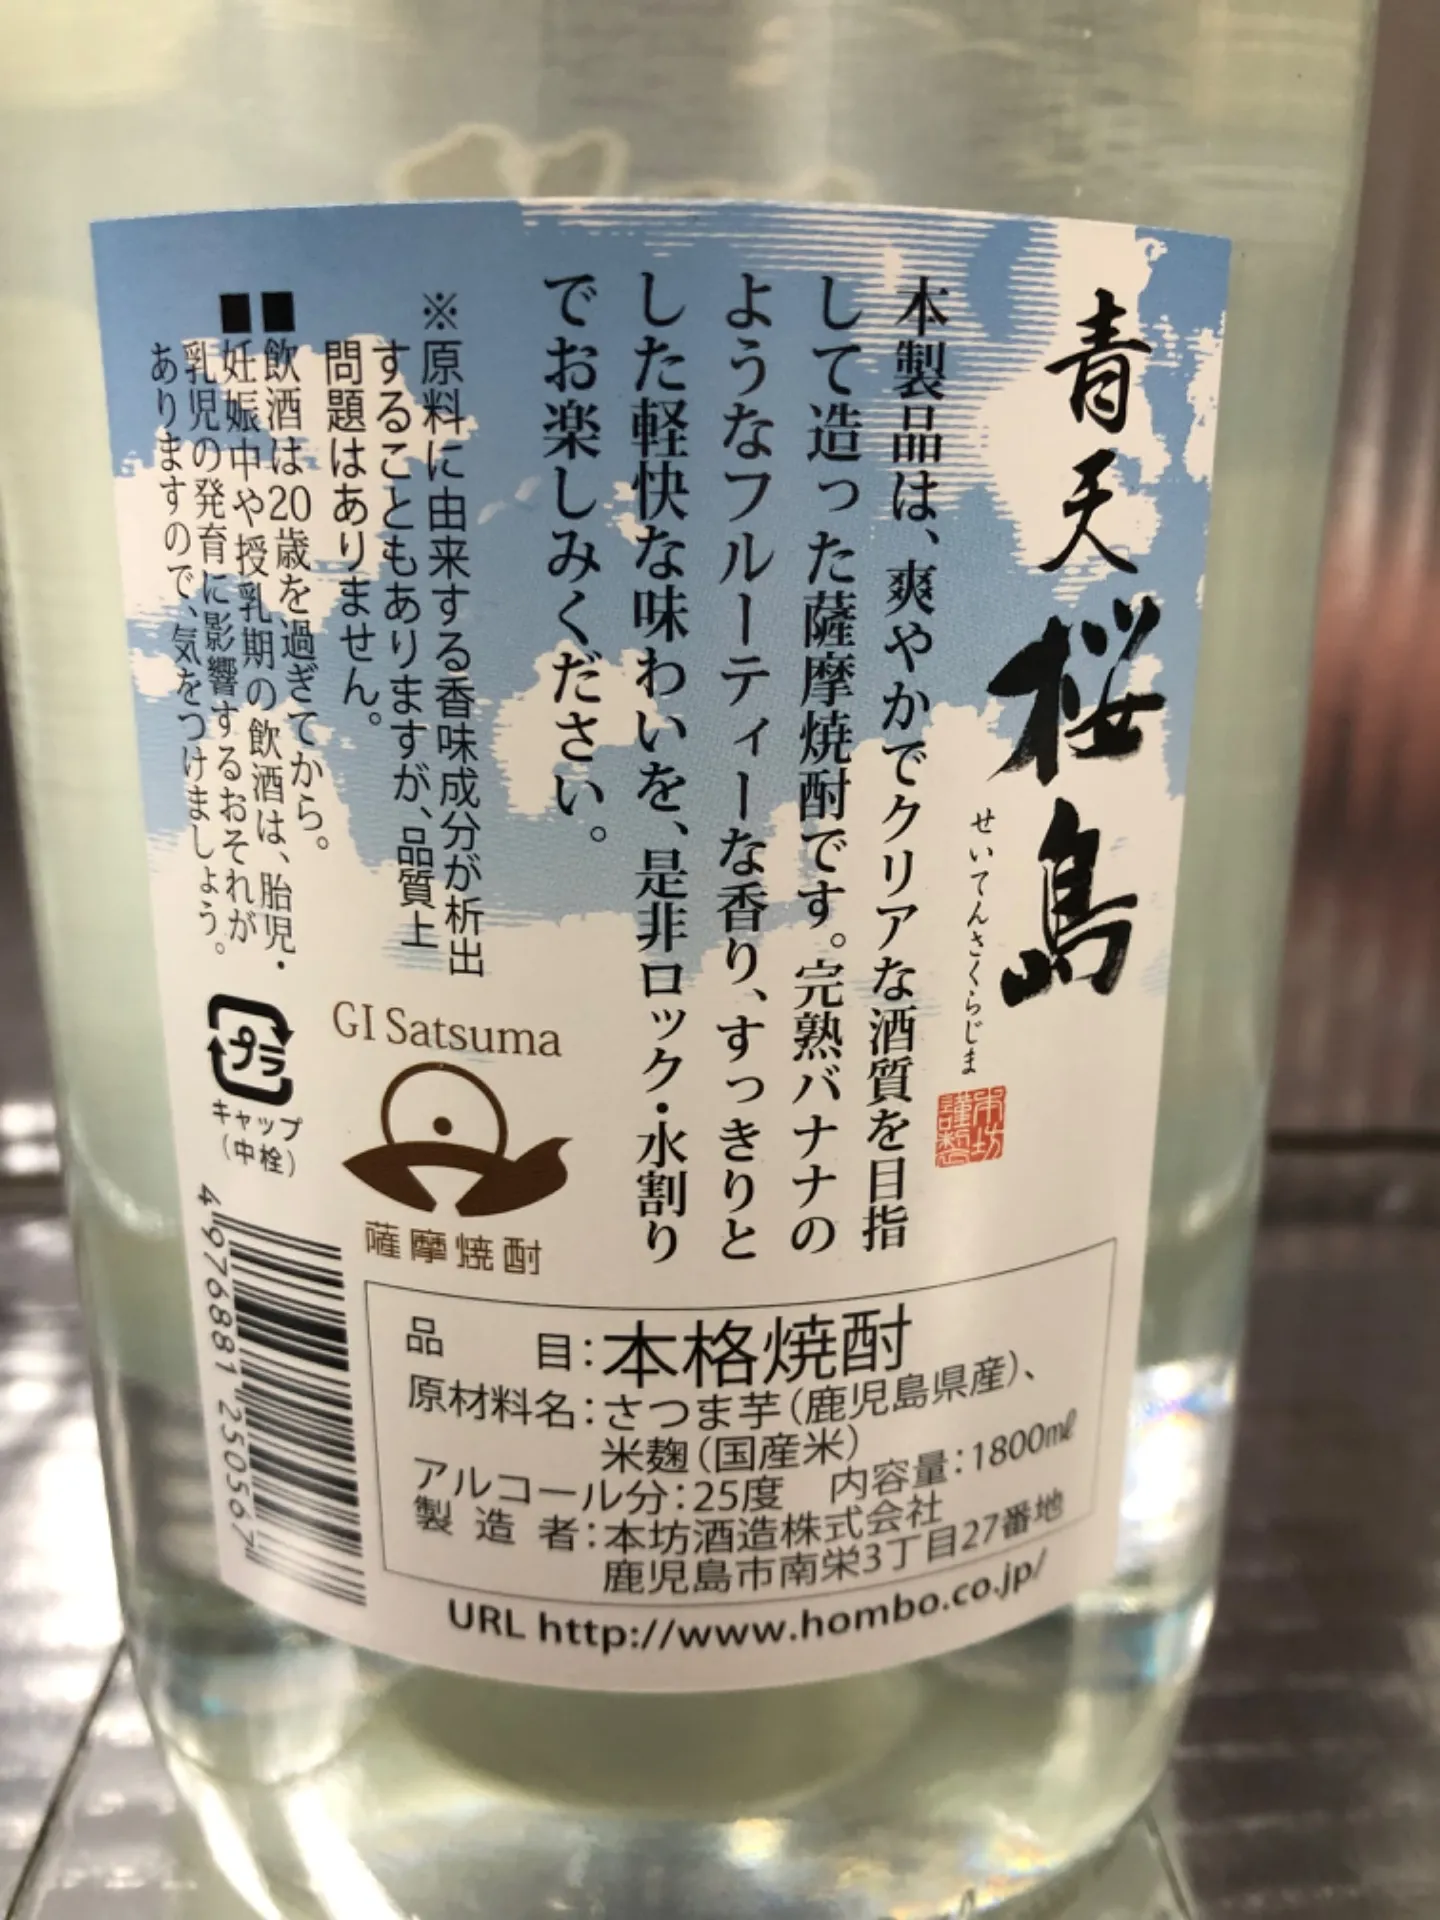 青天桜島
せいてんさくらじま
本坊
謹製
本製品は、爽やかでクリアな酒質を目指
して造った薩摩焼酎です。完熟バナナの
ようなフルーティーな香り、すっきりと
した軽快な味わいを、是非ロック・水割り
でお楽しみください。
※原料に由来する香味成分が析出
することもありますが、品質上
問題はありません。
■飲酒は20歳を過ぎてから。
■妊娠中や授乳期の飲酒は、胎児・
乳児の発育に影響するおそれが
ありますので、気をつけましょう。
プラ
キャップ
(中栓)
GI Satsuma
薩摩焼酎
4976881250567
品目:本格焼酎
原材料名:さつま芋(鹿児島県産)、
米麹(国産米)
アルコール分:25度 内容量:1800㎖
製造者:本坊酒造株式会社
鹿児島市南栄3丁目27番地
URL http://www.hombo.co.jp/